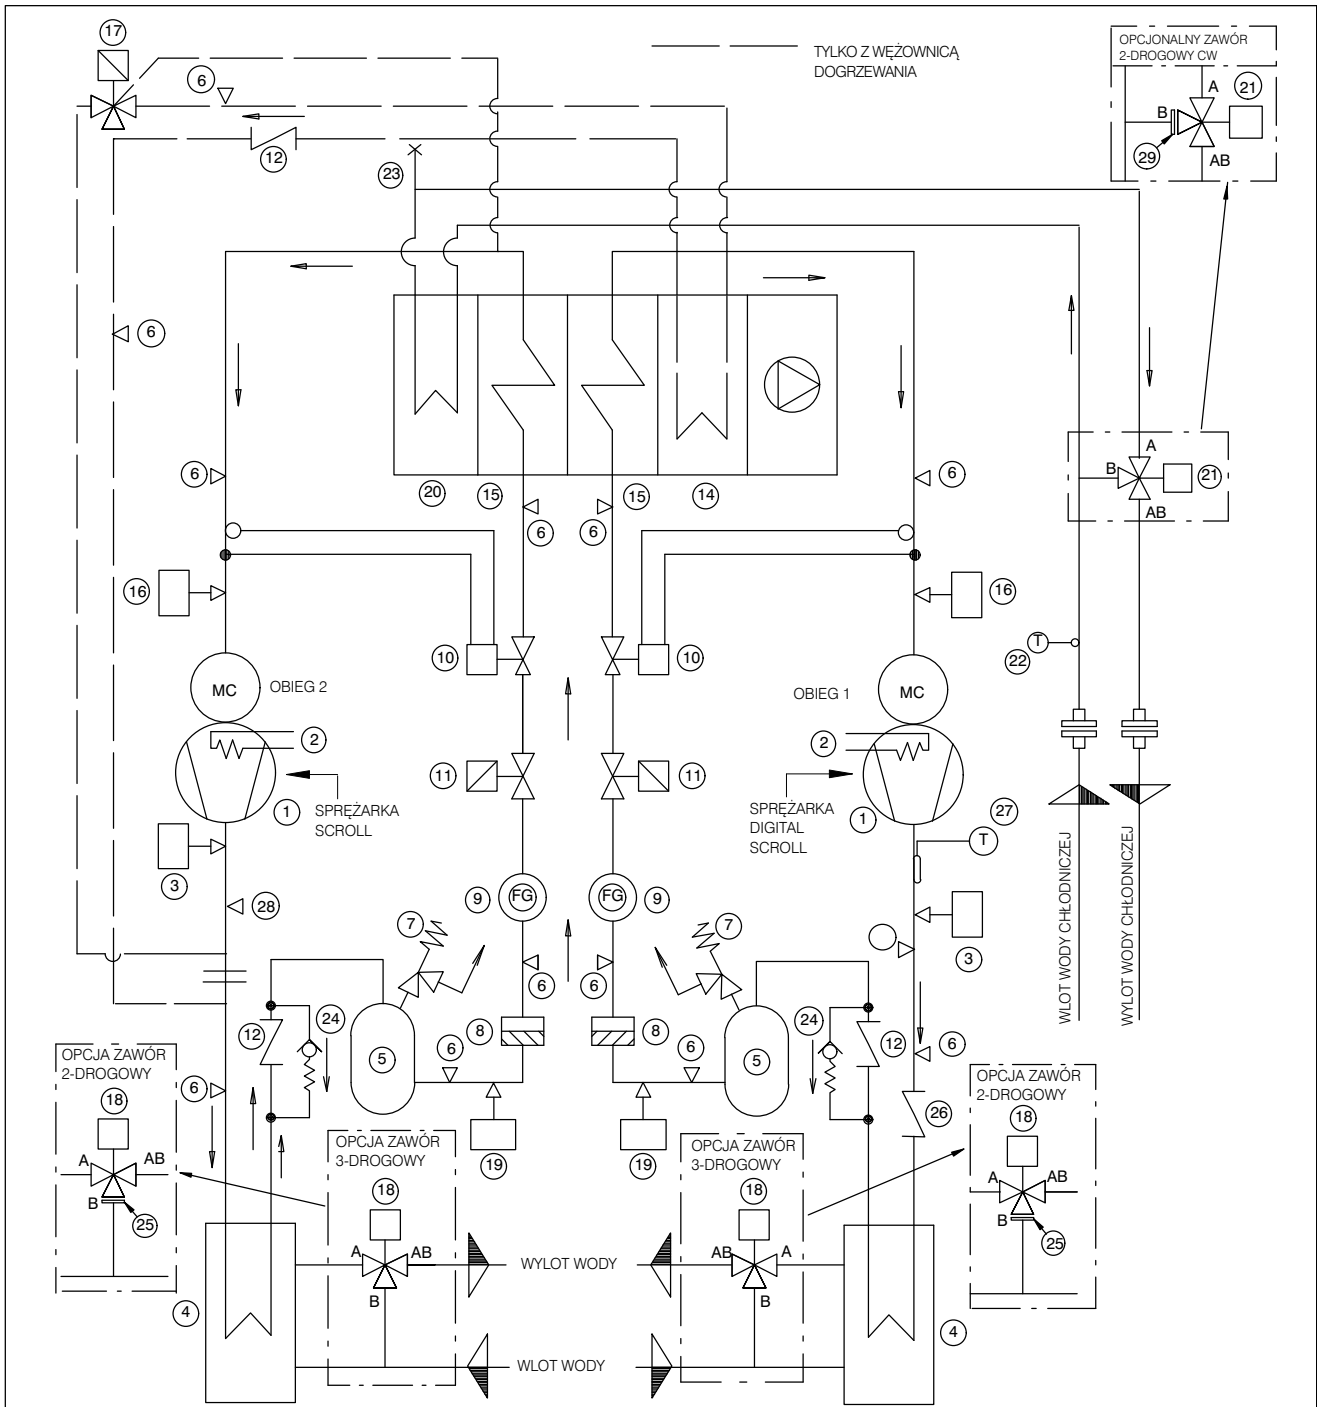 17
6
TYLKO Z WĘŻOWNICĄ
DOGRZEWANIA
OPCJONALNY ZAWÓR
2-DROGOWY CW
A
21
B
29
AB
12
23
6
6
20
15
15
14
6
6
6
A
B
21
AB
16
16
10
10
T
22
MC
OBIEG 2
OBIEG 1
MC
2
2
11
11
1
SPRĘŻARKA
SCROLL
SPRĘŻARKA
DIGITAL
SCROLL
1
27
T
3
28
9
FG
FG
9
7
7
3
WLOT WODY CHŁODNICZEJ
WYLOT WODY CHŁODNICZEJ
6
6
12
24
8
8
24
12
6
5
6
6
5
OPCJA ZAWÓR
2-DROGOWY
18
A
AB
B
25
6
19
19
26
OPCJA ZAWÓR
2-DROGOWY
18
A
AB
B
25
OPCJA ZAWÓR
3-DROGOWY
18
A
AB
B
OPCJA ZAWÓR
3-DROGOWY
18
AB
A
B
WYLOT WODY
4
4
WLOT WODY